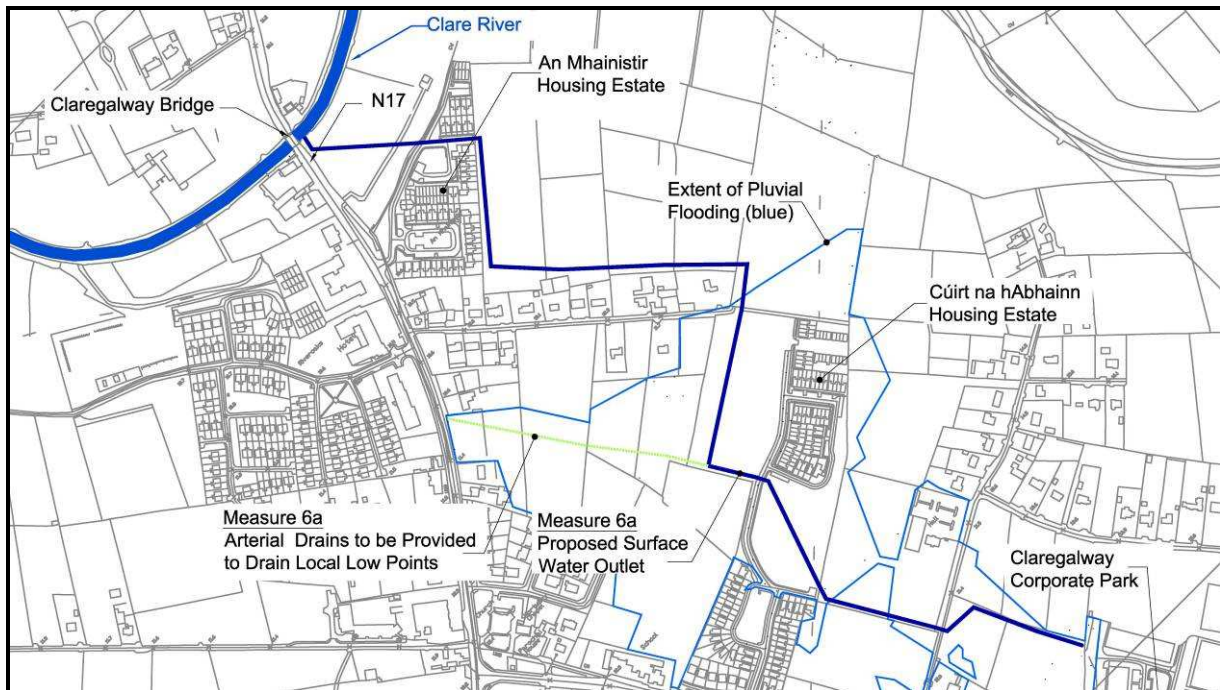 Clare River
An Mhainistir
Housing Estate
Claregalway Bridge
N17
Extent of Pluvial
Flooding (blue)
Cúirt na hAbhainn
Housing Estate
Measure 6a
Arterial Drains to be Provided
to Drain Local Low Points
Measure 6a
Proposed Surface
Water Outlet
Claregalway
Corporate Park
School